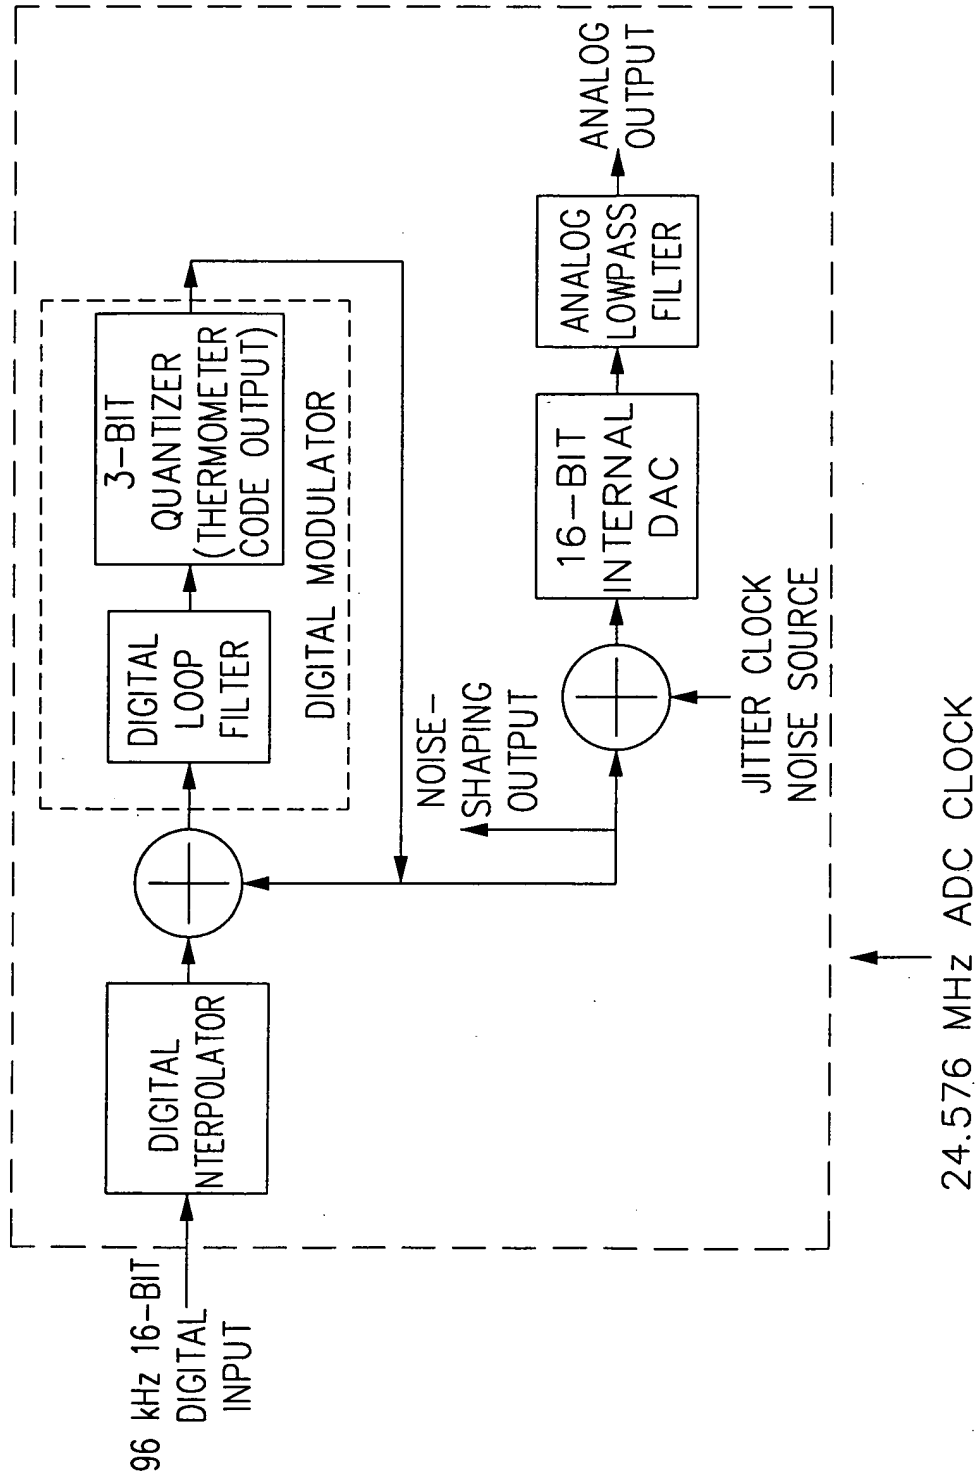 96 kHz 16-BIT
DIGITAL
INPUT
DIGITAL
NTERPOLATOR
DIGITAL
LOOP
FILTER
3-BIT
QUANTIZER
(THERMOMETER
CODE OUTPUT)
DIGITAL MODULATOR
NOISE-
SHAPING
OUTPUT
JITTER CLOCK
NOISE SOURCE
16-BIT
INTERNAL
DAC
ANALOG
LOWPASS
FILTER
ANALOG
OUTPUT
24.576 MHz ADC CLOCK